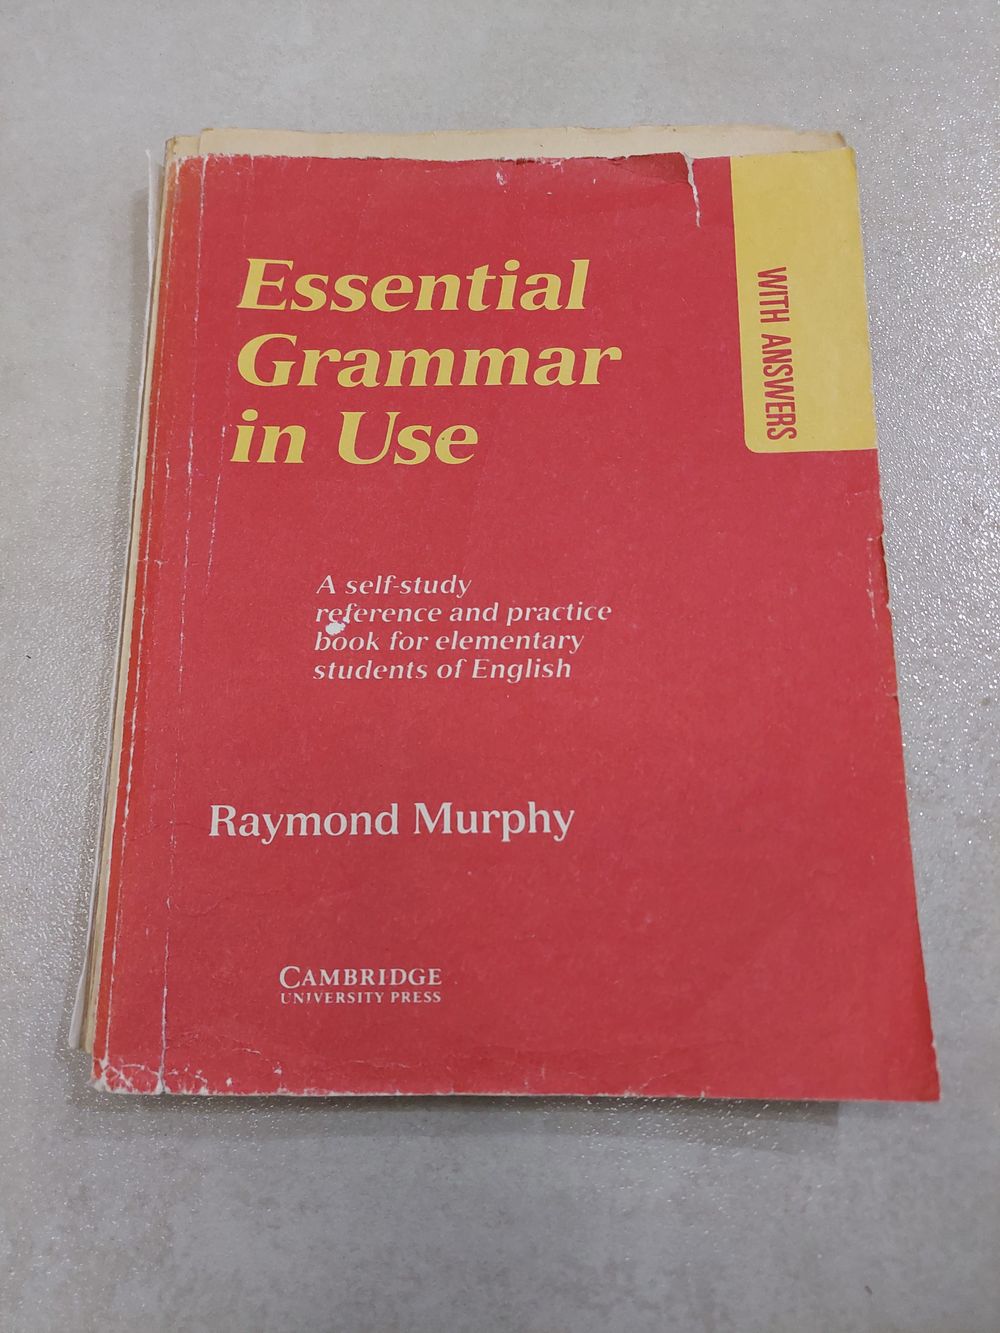 Essential
Grammar
in Use
WITH ANSWERS
A self-study
reference and practice
book for elementary
students of English
Raymond Murphy
CAMBRIDGE
UNIVERSITY PRESS